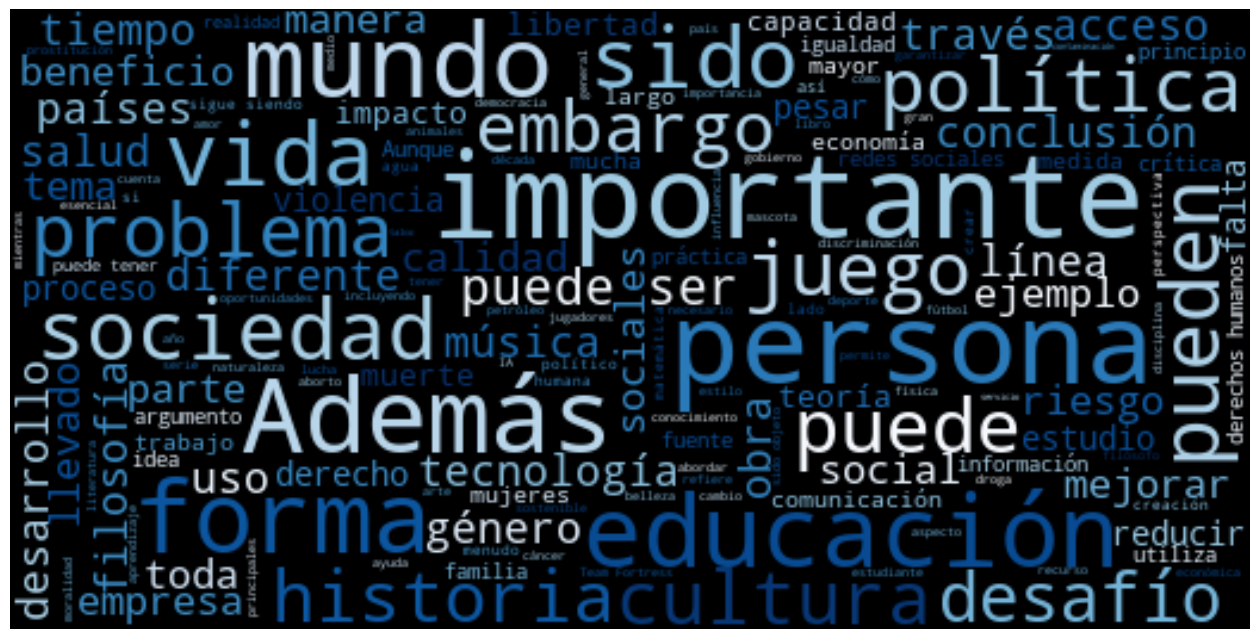 tiempo
realidad
manera
libertad
país
capacidad
través
acceso
garantizar
prostitución
mundo
medio
sido
general
igualdad
mayor
principio
cómo
beneficio
política
países
sigue siendo
impacto
democracia
largo
importancia
así
gran
amor
pesar
libro
embargo
economía
conclusión
salud
vida
animales
Aunque
agua
década
mucha
gobierno
redes sociales
medida
crítica
tema
cuenta
si
esencial
violencia
importante
influencia
mascota
crear
perspectiva
falta
mientras
problema
puede tener
calidad
tener
discriminación
pueden
proceso
diferente
sociales
práctica
juego
línea
ejemplo
puede ser
oportunidades
incluyendo
petróleo
jugadores
necesario
lado
deporte
fútbol
derechos humanos
sociedad
año
música
matemática
persona
permite
disciplina
serie
naturaleza
lucha
aborto
muerte
IA
político
humana
estilo
teoría
física
servicio
riesgo
desarrollo
llevado
filosofía
parte
argumento
trabajo
idea
Además
conocimiento
fuente
obra
puede
estudio
filósofo
literatura
uso
derecho
tecnología
abordar
refiere
sido objeto
social
información
droga
mejorar
creación
aprendizaje
forma
arte
mujeres
belleza
cambio
comunicación
género
sostenible
educación
aspecto
reducir
utiliza
moralidad
toda
principales
ayuda
menudo
cáncer
familia
Team Fortress
estudiante
recurso
económica
empresa
historia
cultura
desafío